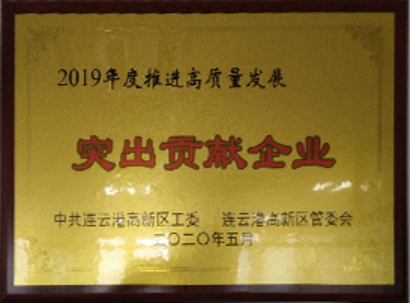 2019年度推进高质量发展
突出贡献企业
中共连云港高新区工委 连云港高新区管委会
二〇二〇年五月